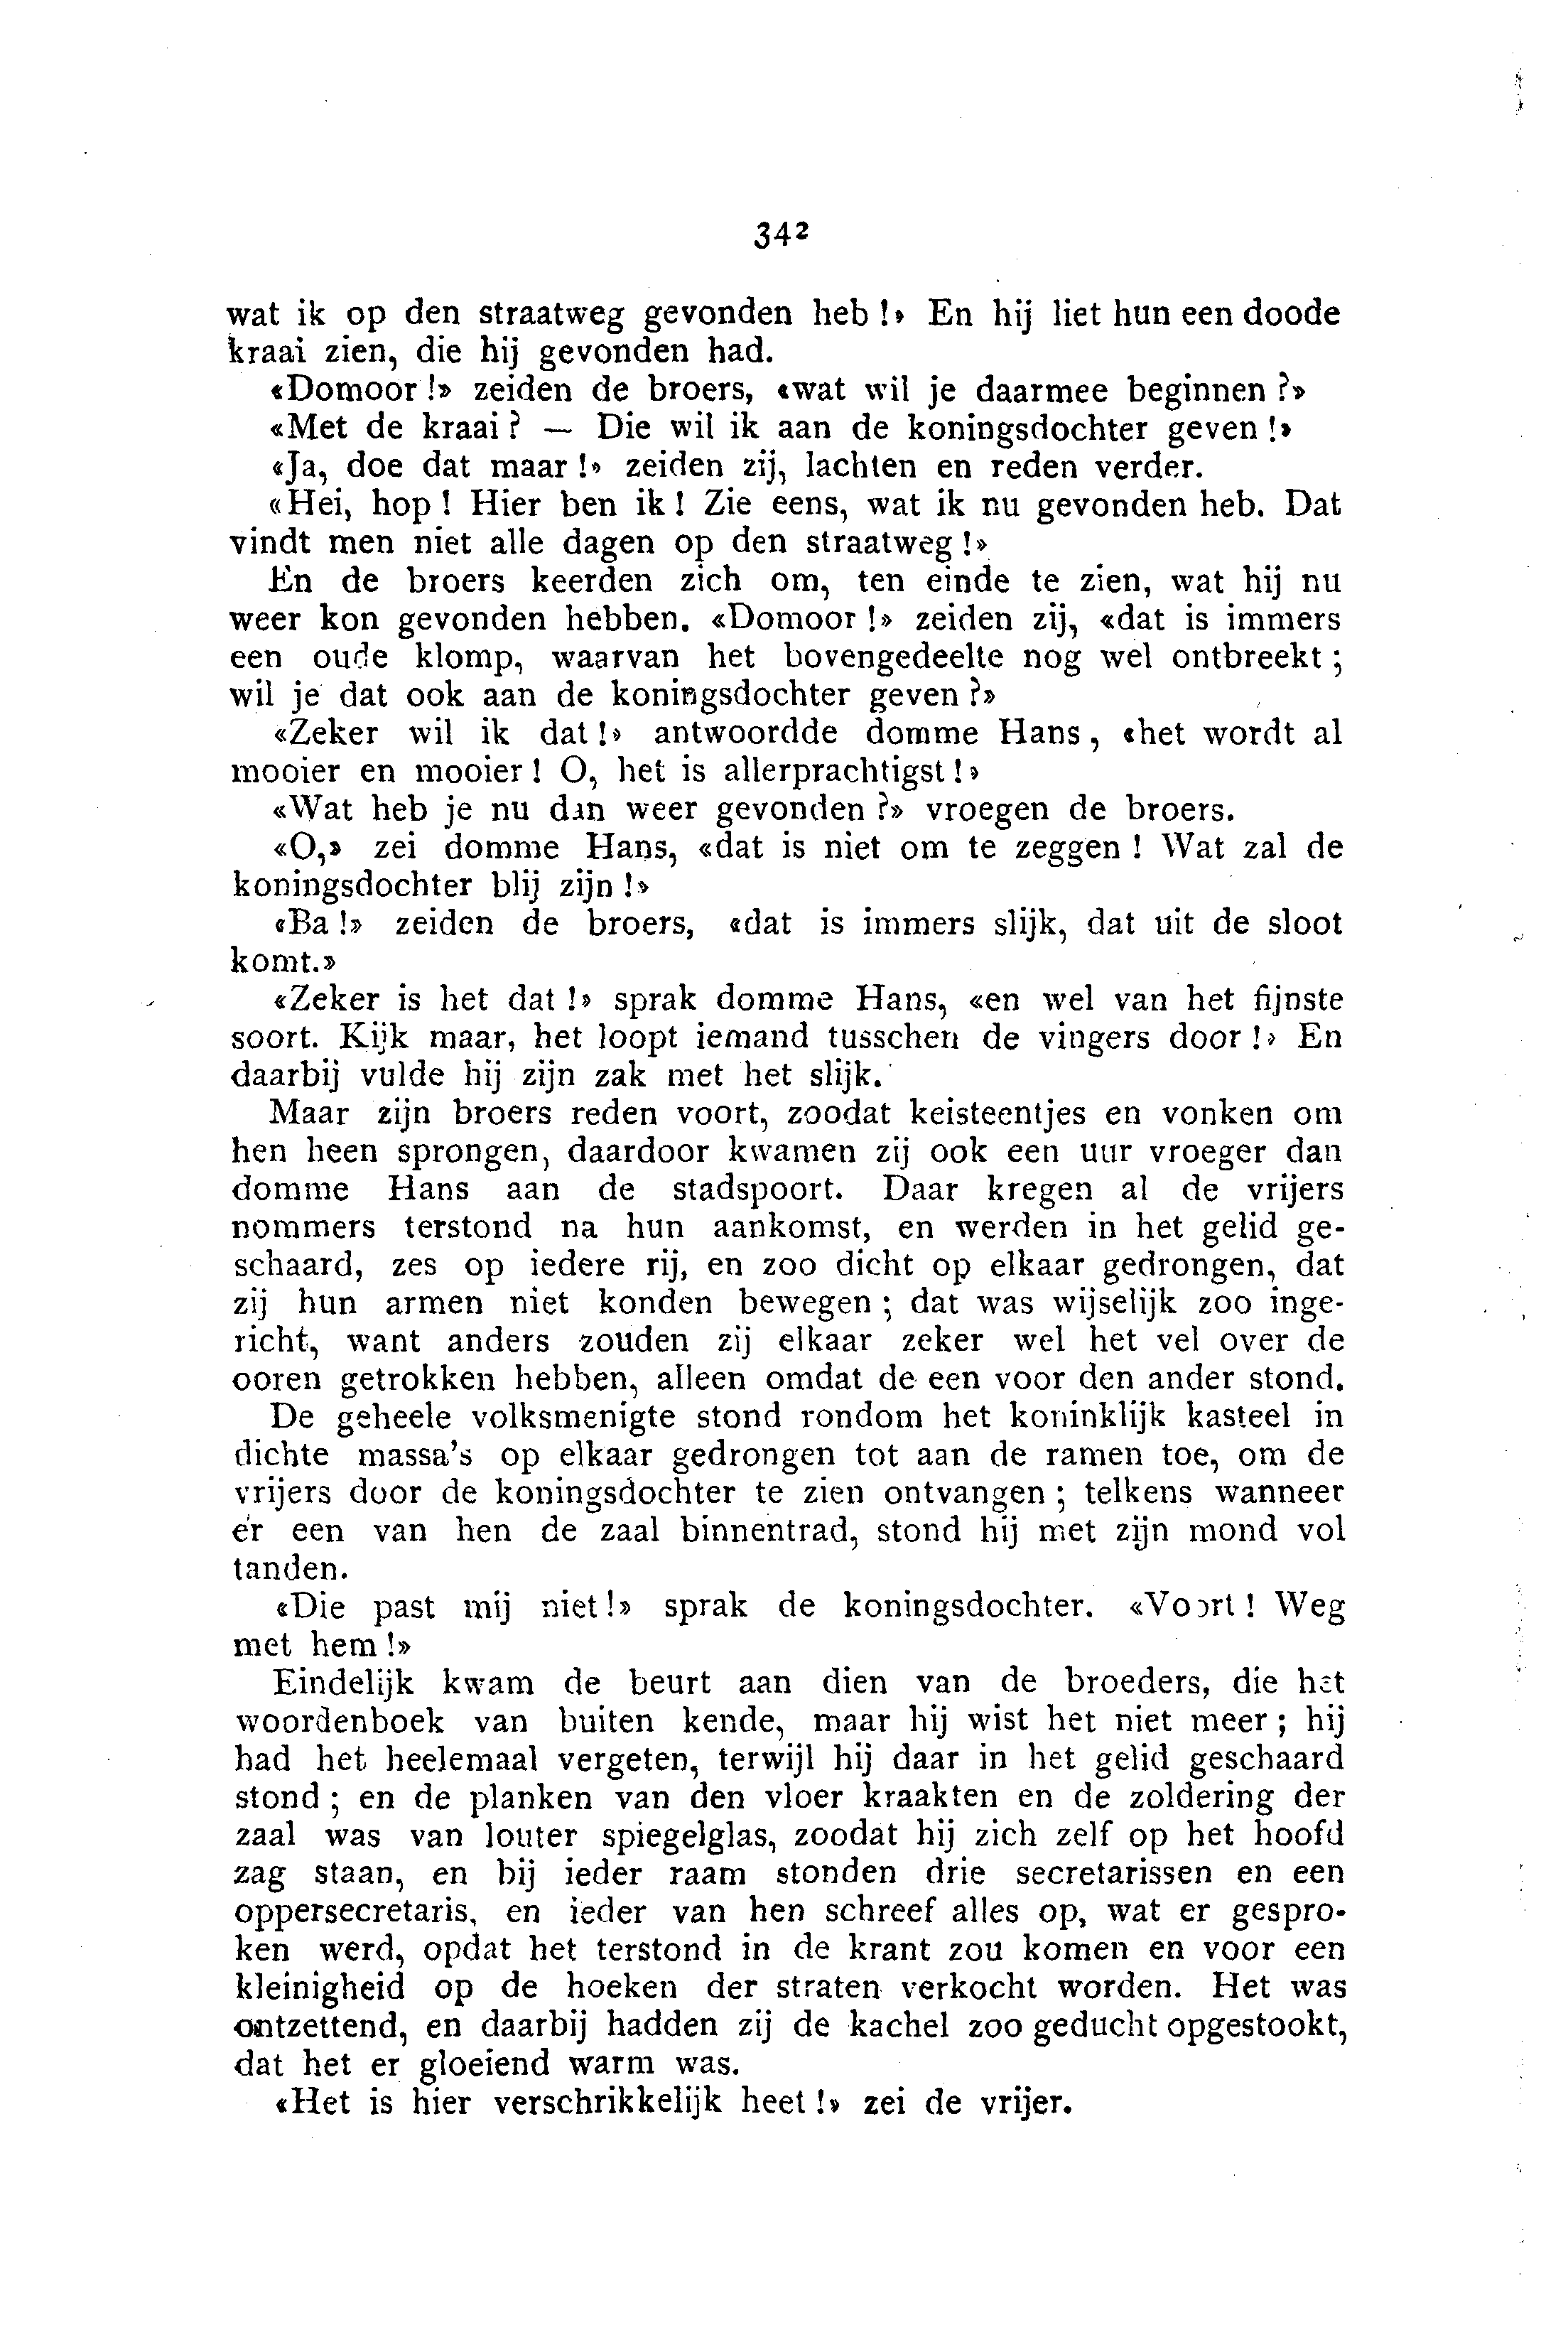 342
wat ik op den straatweg gevonden heb!» En hij liet hun een doode
kraai zien, die hij gevonden had.
«Domoor!» zeiden de broers, «wat wil je daarmee beginnen?»
«Met de kraai? — Die wil ik aan de koningsdochter geven!»
«Ja, doe dat maar!» zeiden zij, lachten en reden verder.
«Hei, hop! Hier ben ik! Zie eens, wat ik nu gevonden heb. Dat
vindt men niet alle dagen op den straatweg!»
En de broers keerden zich om, ten einde te zien, wat hij nu
weer kon gevonden hebben. «Domoor!» zeiden zij, «dat is immers
een oude klomp, waarvan het bovengedeelte nog wel ontbreekt;
wil je dat ook aan de koningsdochter geven?»
«Zeker wil ik dat!» antwoordde domme Hans, «het wordt al
mooier en mooier! O, het is allerprachtigst!»
«Wat heb je nu dan weer gevonden?» vroegen de broers.
«O,» zei domme Hans, «dat is niet om te zeggen! Wat zal de
koningsdochter blij zijn!»
«Ba!» zeiden de broers, «dat is immers slijk, dat uit de sloot
komt.»
«Zeker is het dat!» sprak domme Hans, «en wel van het fijnste
soort. Kijk maar, het loopt iemand tusschen de vingers door!» En
daarbij vulde hij zijn zak met het slijk.
Maar zijn broers reden voort, zoodat keisteentjes en vonken om
hen heen sprongen, daardoor kwamen zij ook een uur vroeger dan
domme Hans aan de stadspoort. Daar kregen al de vrijers
nommers terstond na hun aankomst, en werden in het gelid ge-
schaard, zes op iedere rij, en zoo dicht op elkaar gedrongen, dat
zij hun armen niet konden bewegen; dat was wijselijk zoo inge-
richt, want anders zouden zij elkaar zeker wel het vel over de
ooren getrokken hebben, alleen omdat de een voor den ander stond.
De geheele volksmenigte stond rondom het koninklijk kasteel in
dichte massa's op elkaar gedrongen tot aan de ramen toe, om de
vrijers door de koningsdochter te zien ontvangen; telkens wanneer
er een van hen de zaal binnentrad, stond hij met zijn mond vol
tanden.
«Die past mij niet!» sprak de koningsdochter. «Voort! Weg
met hem!»
Eindelijk kwam de beurt aan dien van de broeders, die het
woordenboek van buiten kende, maar hij wist het niet meer; hij
had het heelemaal vergeten, terwijl hij daar in het gelid geschaard
stond; en de planken van den vloer kraakten en de zoldering der
zaal was van louter spiegelglas, zoodat hij zich zelf op het hoofd
zag staan, en bij ieder raam stonden drie secretarissen en een
oppersecretaris, en ieder van hen schreef alles op, wat er gespro-
ken werd, opdat het terstond in de krant zou komen en voor een
kleinigheid op de hoeken der straten verkocht worden. Het was
ontzettend, en daarbij hadden zij de kachel zoo geducht opgestookt,
dat het er gloeiend warm was.
«Het is hier verschrikkelijk heet!» zei de vrijer.